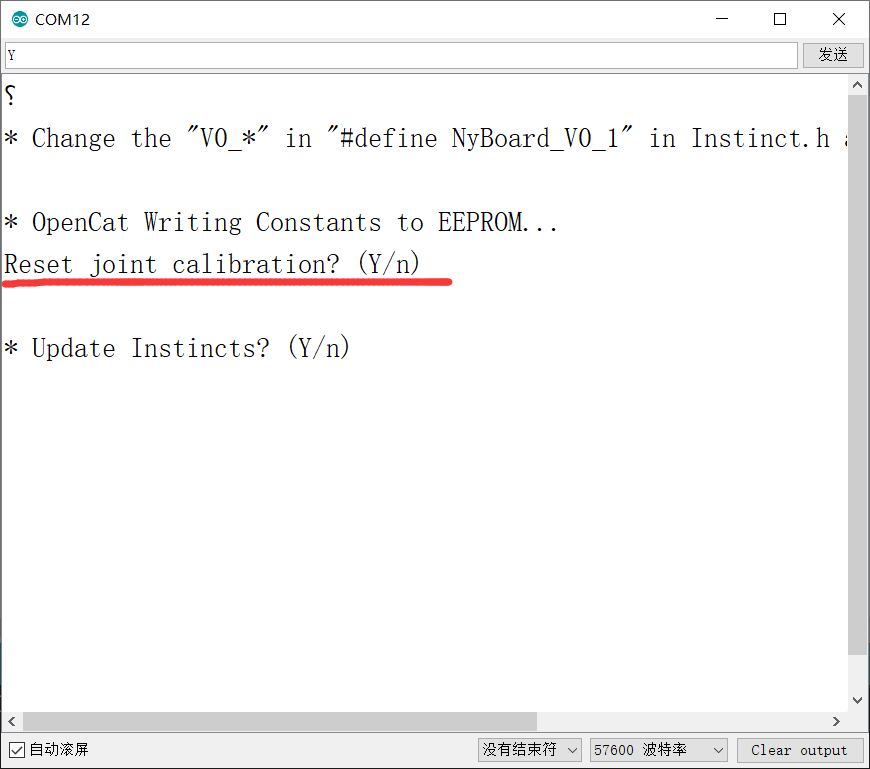 COM12
Y
发送
⸮
* Change the "V0_*" in "#define NyBoard_V0_1" in Instinct.h a
* OpenCat Writing Constants to EEPROM...
Reset joint calibration? (Y/n)
* Update Instincts? (Y/n)
自动滚屏
没有结束符
57600 波特率
Clear output